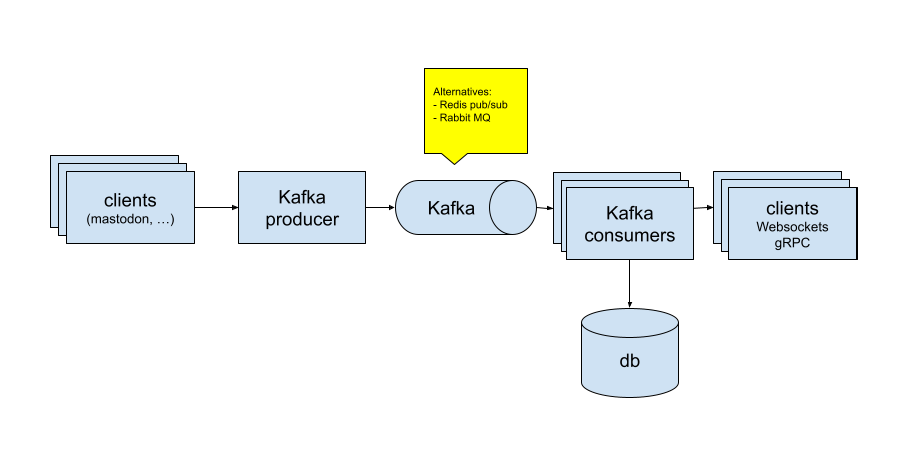 Alternatives:
- Redis pub/sub
- Rabbit MQ
clients
(mastodon, …)
Kafka
producer
Kafka
Kafka
consumers
clients
Websockets
gRPC
db